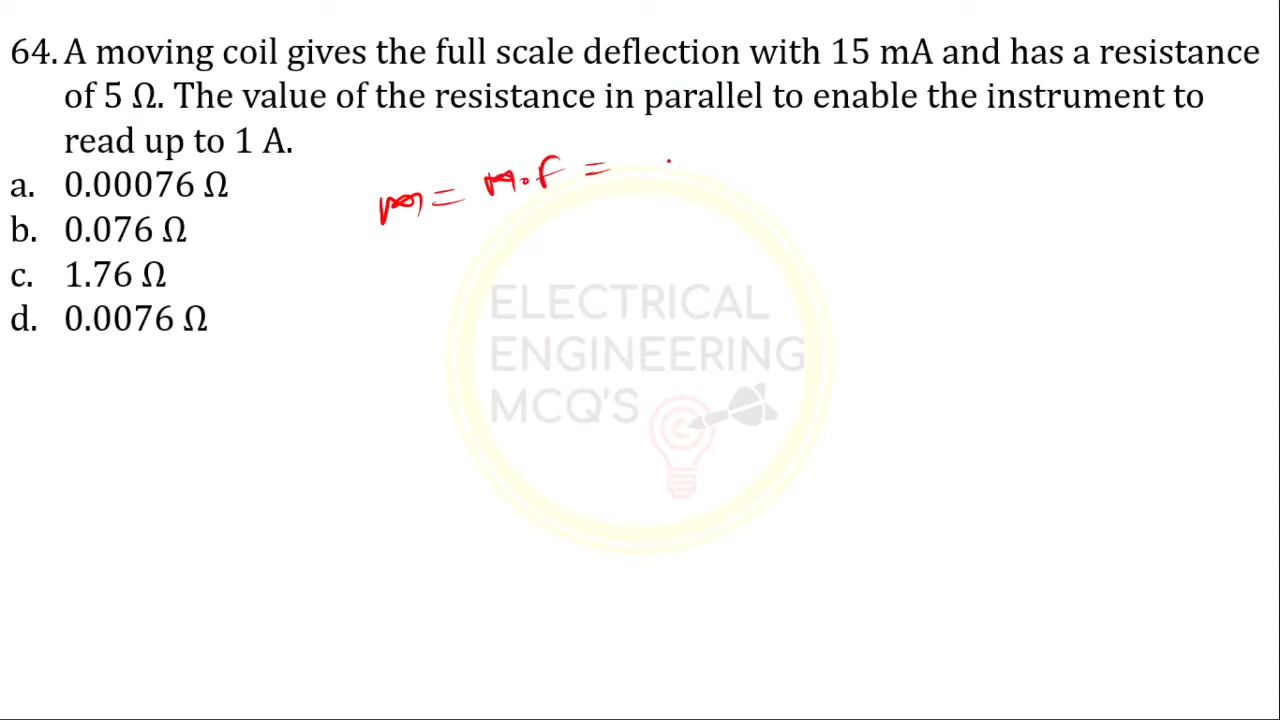 64. A moving coil gives the full scale deflection with 15 mA and has a resistance
of 5 Ω. The value of the resistance in parallel to enable the instrument to
read up to 1 A.
m = M.F =
a. 0.00076 Ω
b. 0.076 Ω
c. 1.76 Ω
d. 0.0076 Ω
ELECTRICAL
ENGINEERING
MCQ'S